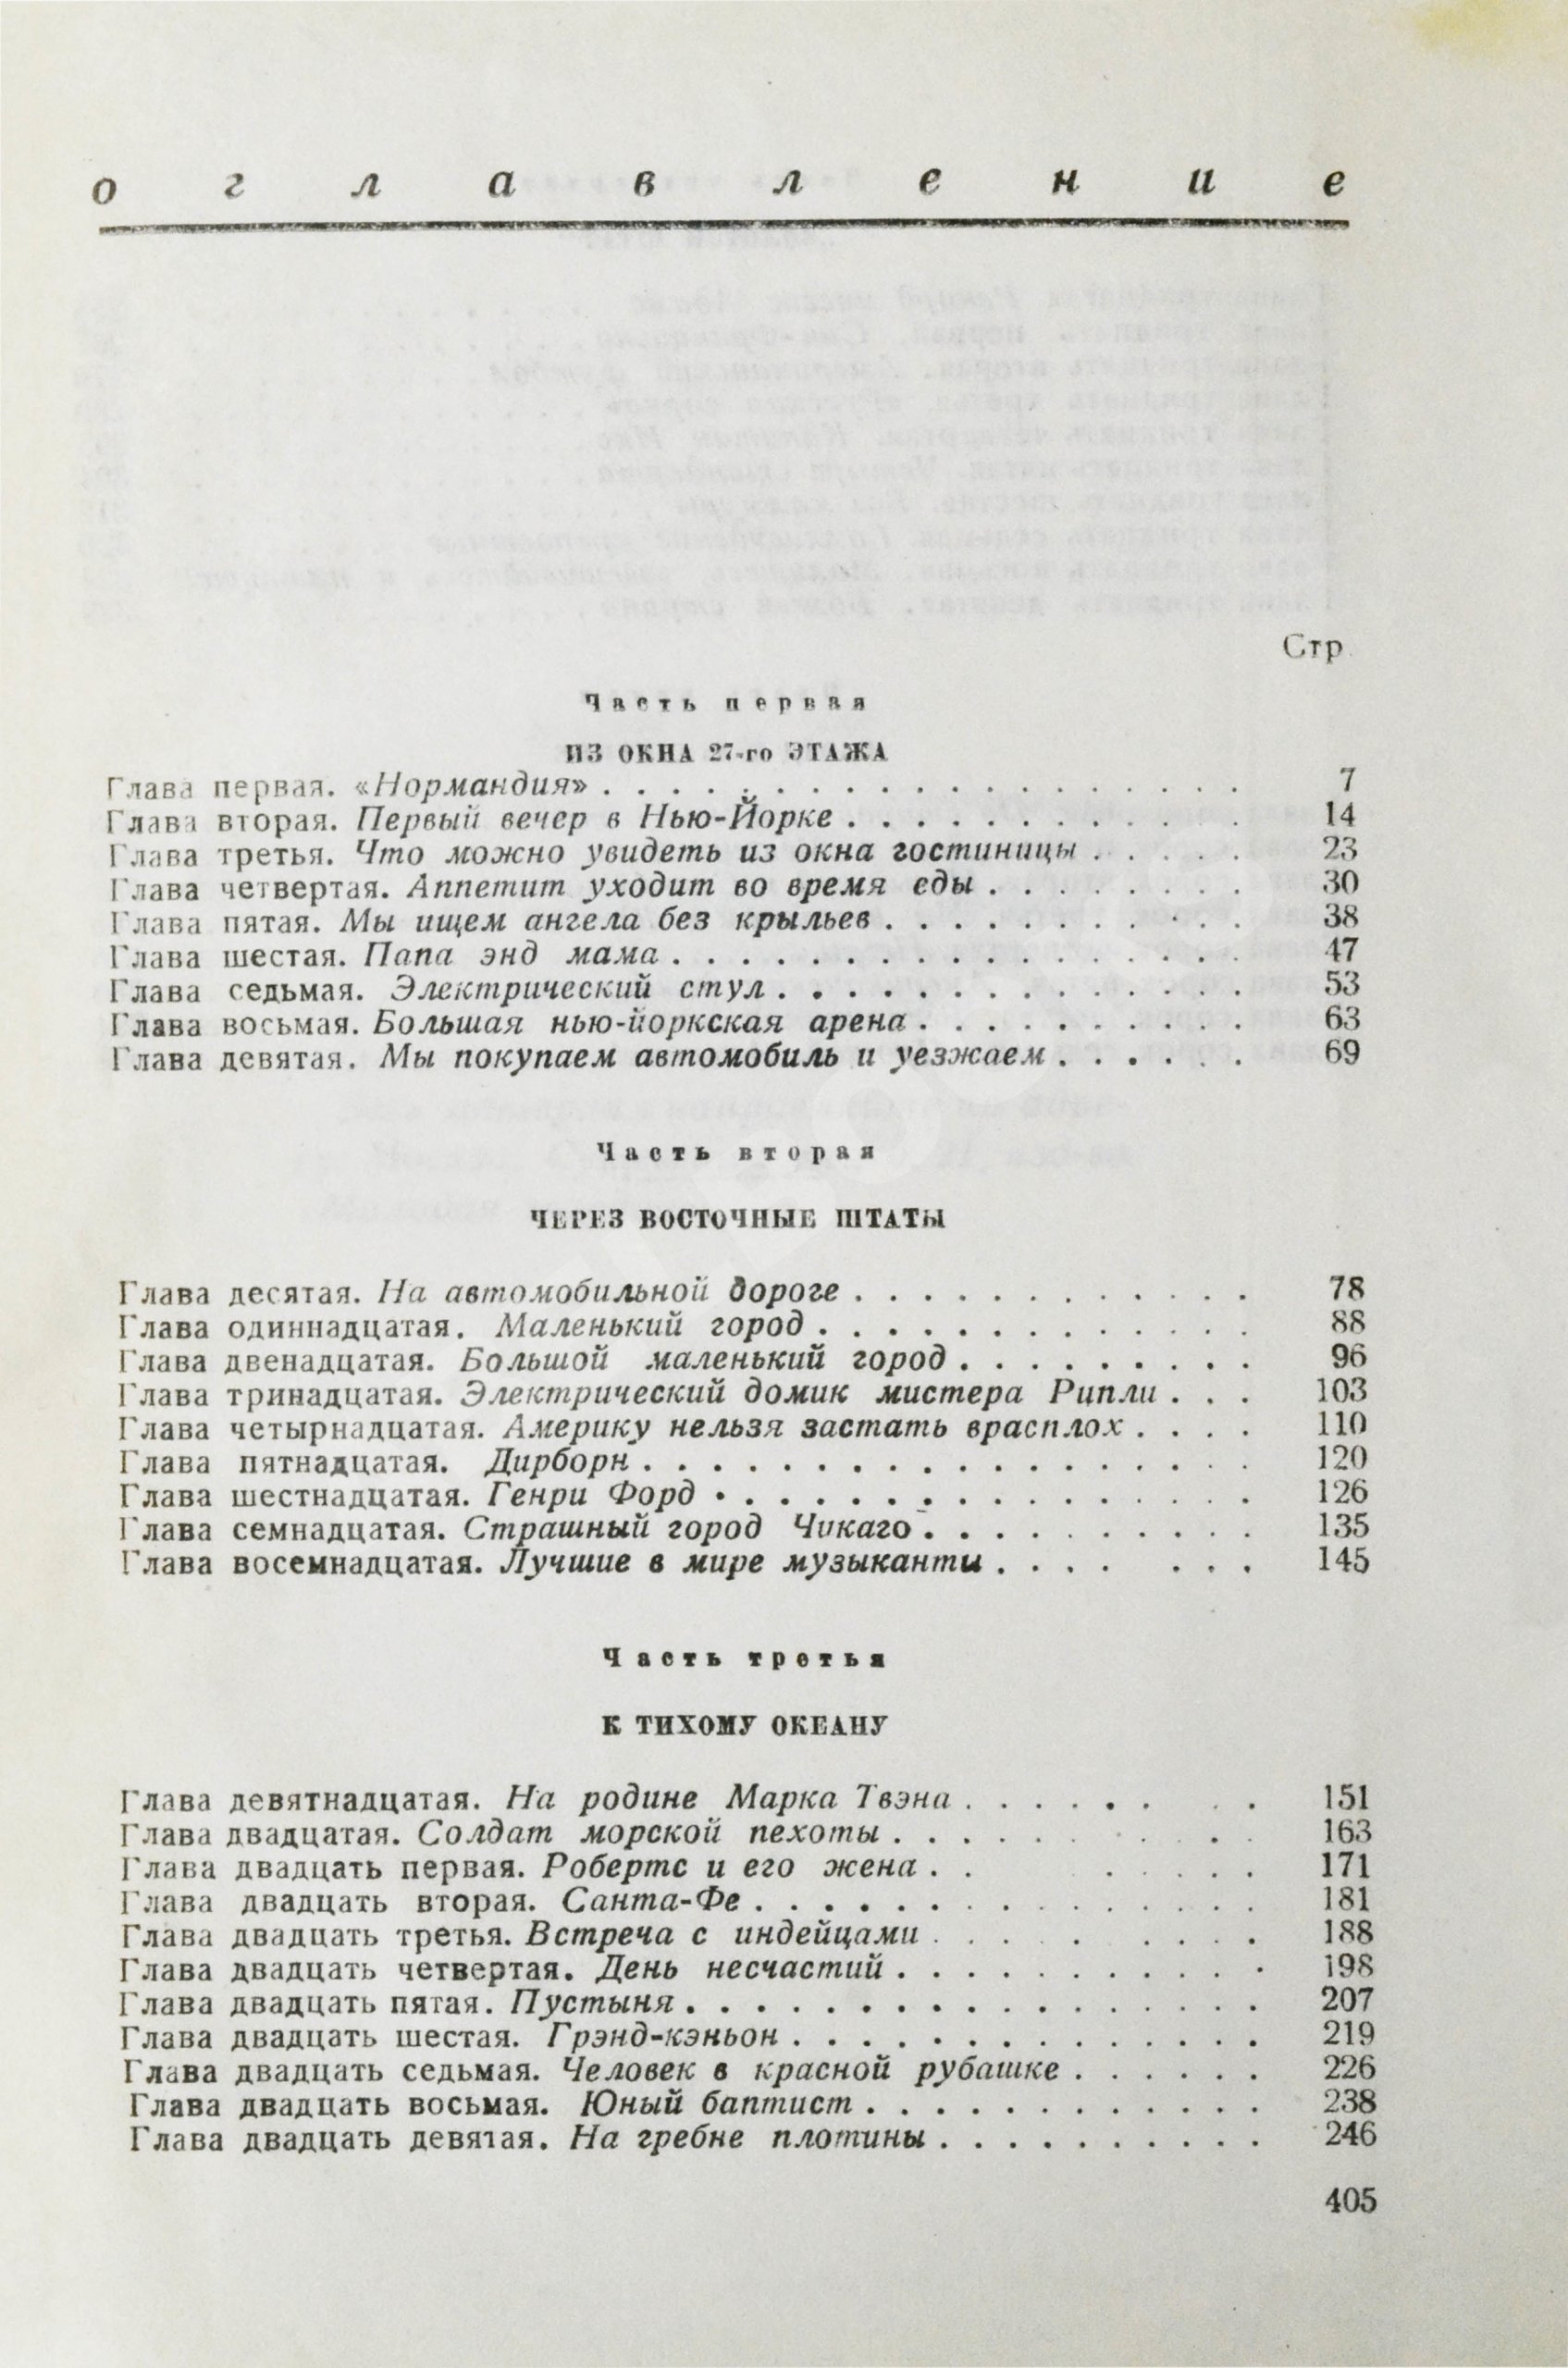 оглавление
Стр.
Часть первая
ИЗ ОКНА 27-го ЭТАЖА
Глава первая. «Нормандия» . . . . . . . . . . . . . . . . . . . 7
Глава вторая. Первый вечер в Нью-Йорке . . . . . . . . . . . . 14
Глава третья. Что можно увидеть из окна гостиницы . . . . . 23
Глава четвертая. Аппетит уходит во время еды . . . . . . . . 30
Глава пятая. Мы ищем ангела без крыльев . . . . . . . . . . . 38
Глава шестая. Папа энд мама . . . . . . . . . . . . . . . . . 47
Глава седьмая. Электрический стул . . . . . . . . . . . . . . 53
Глава восьмая. Большая нью-йоркская арена . . . . . . . . . . 63
Глава девятая. Мы покупаем автомобиль и уезжаем . . . . . . 69
Часть вторая
ЧЕРЕЗ ВОСТОЧНЫЕ ШТАТЫ
Глава десятая. На автомобильной дороге . . . . . . . . . . . . 78
Глава одиннадцатая. Маленький город . . . . . . . . . . . . . 88
Глава двенадцатая. Большой маленький город . . . . . . . . . 96
Глава тринадцатая. Электрический домик мистера Рипли . . . 103
Глава четырнадцатая. Америку нельзя застать врасплох . . . . 110
Глава пятнадцатая. Дирборн . . . . . . . . . . . . . . . . . . 120
Глава шестнадцатая. Генри Форд . . . . . . . . . . . . . . . . 126
Глава семнадцатая. Страшный город Чикаго . . . . . . . . . . 135
Глава восемнадцатая. Лучшие в мире музыканты . . . . . . . 145
Часть третья
К ТИХОМУ ОКЕАНУ
Глава девятнадцатая. На родине Марка Твэна . . . . . . . . 151
Глава двадцатая. Солдат морской пехоты . . . . . . . . . . 163
Глава двадцать первая. Робертс и его жена . . . . . . . 171
Глава двадцать вторая. Санта-Фе . . . . . . . . . . . . . . . 181
Глава двадцать третья. Встреча с индейцами . . . . . . . . . 188
Глава двадцать четвертая. День несчастий . . . . . . . . . . . 198
Глава двадцать пятая. Пустыня . . . . . . . . . . . . . . . . . 207
Глава двадцать шестая. Грэнд-кэньон . . . . . . . . . . . . . . 219
Глава двадцать седьмая. Человек в красной рубашке . . . . . . 226
Глава двадцать восьмая. Юный баптист . . . . . . . . . . . . 238
Глава двадцать девятая. На гребне плотины . . . . . . . . . . 246
405